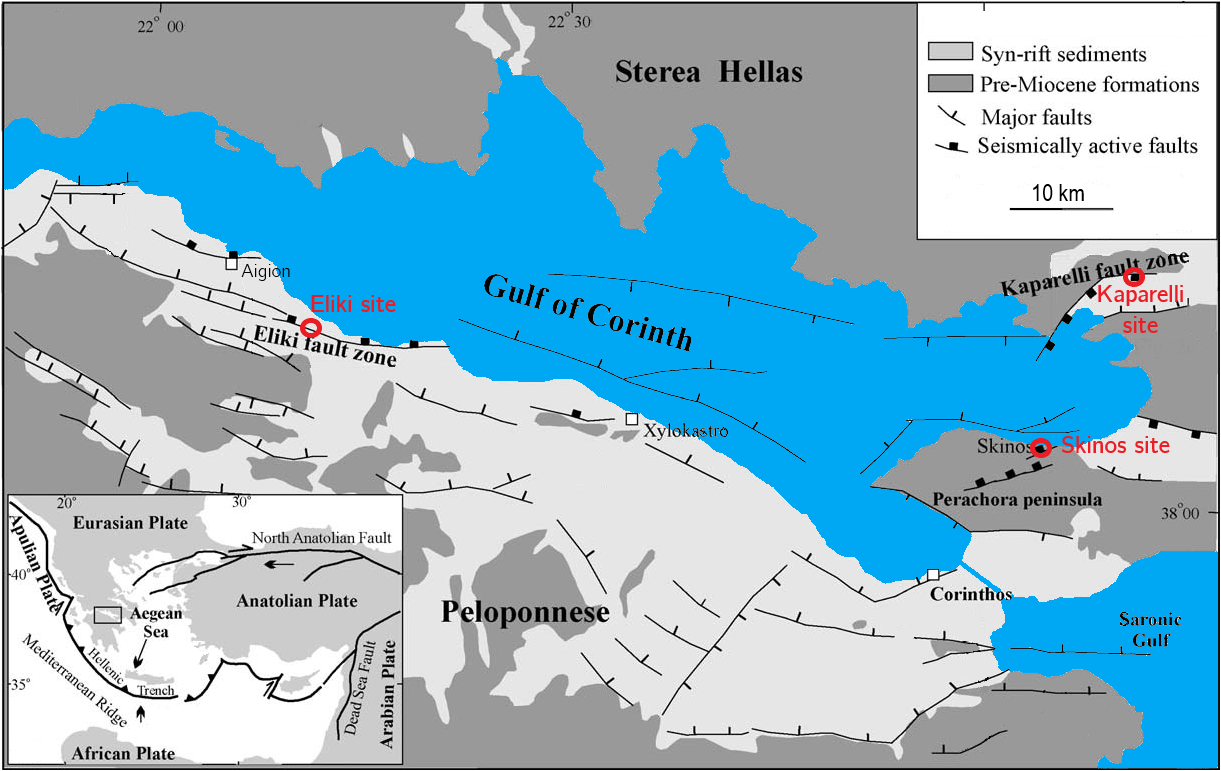 22° 00
22° 30
Sterea Hellas
Syn-rift sediments
Pre-Miocene formations
Major faults
Seismically active faults
10 km
Aigion
Eliki site
Eliki fault zone
Gulf of Corinth
Kaparelli fault zone
Kaparelli
site
Xylokastro
Skinos
Skinos site
Perachora peninsula
38°00
Peloponnese
Corinthos
Saronic
Gulf
20°
30°
Eurasian Plate
North Anatolian Fault
Apulian Plate
40°
Anatolian Plate
Aegean
Sea
Hellenic
Trench
Mediterranean Ridge
35°
Dead Sea Fault
Arabian Plate
African Plate